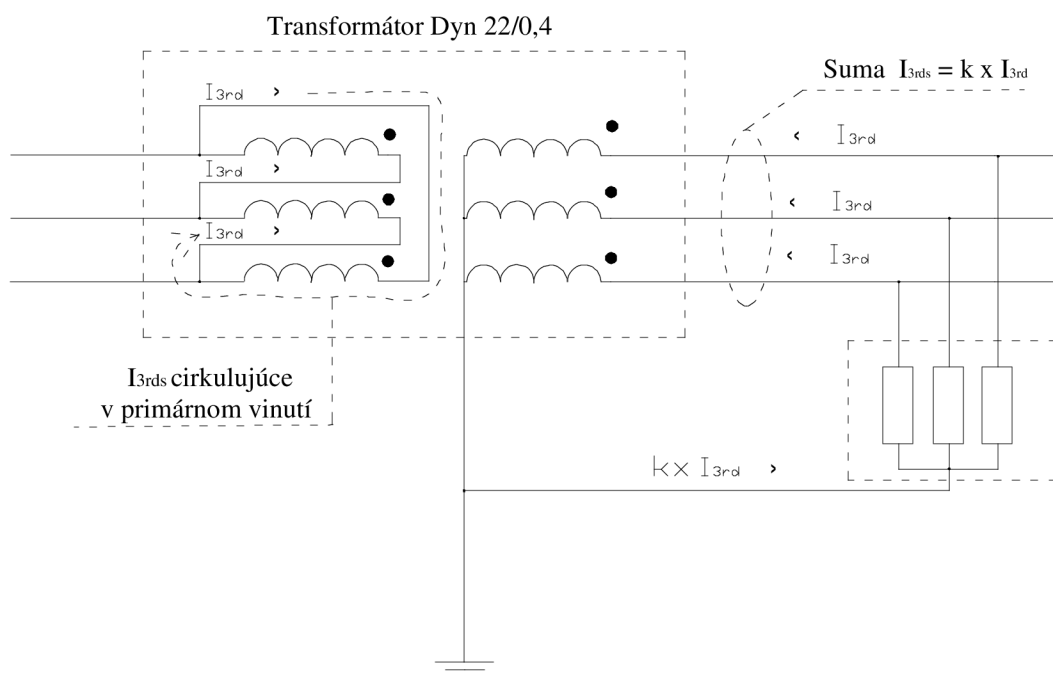 Transformátor Dyn 22/0,4
Suma I3rds = k x I3rd
I3rd
I3rd
I3rd
I3rd
I3rd
I3rd
I3rds cirkulujúce
v primárnom vinutí
k x I3rd